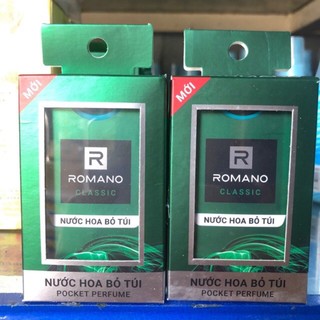 MỚI
R
ROMANO
CLASSIC
NƯỚC HOA BỎ TÚI
NƯỚC HOA BỎ TÚI
POCKET PERFUME
MỚI
R
ROMANO
CLASSIC
NƯỚC HOA BỎ TÚI
NƯỚC HOA BỎ TÚI
POCKET PERFUME